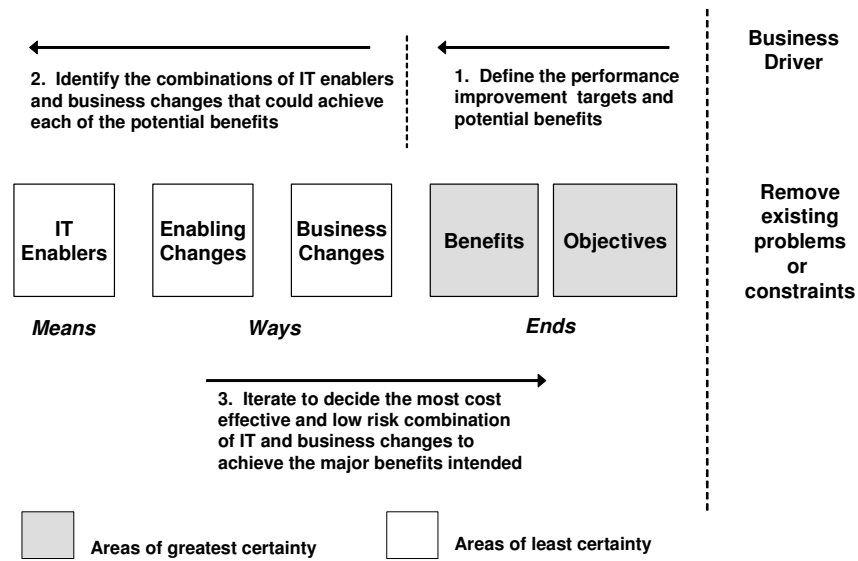 Business
Driver
2. Identify the combinations of IT enablers
and business changes that could achieve
each of the potential benefits
1. Define the performance
improvement targets and
potential benefits
IT
Enablers
Enabling
Changes
Business
Changes
Benefits
Objectives
Remove
existing
problems
or
constraints
Means
Ways
Ends
3. Iterate to decide the most cost
effective and low risk combination
of IT and business changes to
achieve the major benefits intended
Areas of greatest certainty
Areas of least certainty